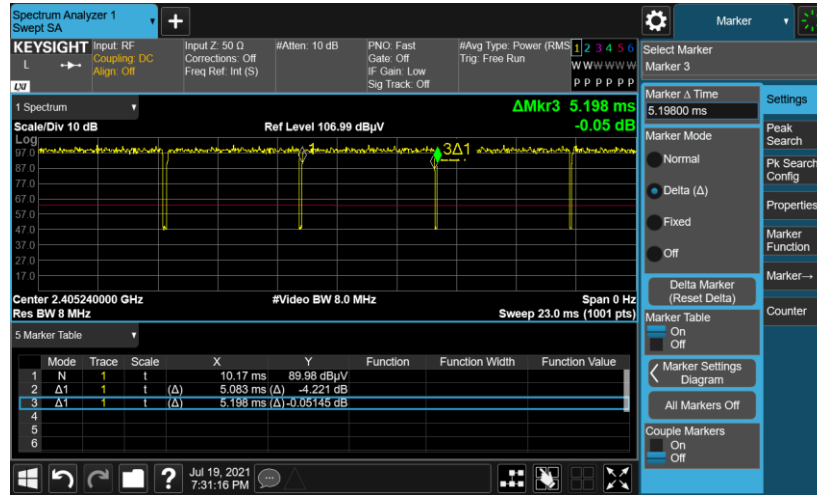 Spectrum Analyzer 1
Swept SA
+
Marker
KEYSIGHT
L
LXI
Input: RF
Coupling: DC
Align: Off
Input Z: 50 Ω
Corrections: Off
Freq Ref: Int (S)
#Atten: 10 dB
PNO: Fast
Gate: Off
IF Gain: Low
Sig Track: Off
#Avg Type: Power (RMS
Trig: Free Run
1 2 3 4 5 6
W W W W W W
P P P P P P
Select Marker
Marker 3
1 Spectrum
ΔMkr3 5.198 ms
-0.05 dB
Scale/Div 10 dB
Ref Level 106.99 dBµV
Log
97.0
87.0
77.0
67.0
57.0
47.0
37.0
27.0
17.0
1
3Δ1
Center 2.405240000 GHz
Res BW 8 MHz
#Video BW 8.0 MHz
Span 0 Hz
Sweep 23.0 ms (1001 pts)
5 Marker Table
Mode Trace Scale X Y Function Function Width Function Value
1 N 1 t 10.17 ms 89.98 dBµV
2 Δ1 1 t (Δ) 5.083 ms (Δ) -4.221 dB
3 Δ1 1 t (Δ) 5.198 ms (Δ) -0.05145 dB
4
5
6
Marker Δ Time
5.19800 ms
Marker Mode
Normal
Delta (Δ)
Fixed
Off
Delta Marker
(Reset Delta)
Marker Table
On
Off
Marker Settings
Diagram
All Markers Off
Couple Markers
On
Off
Settings
Peak
Search
Pk Search
Config
Properties
Marker
Function
Marker→
Counter
?
Jul 19, 2021
7:31:16 PM